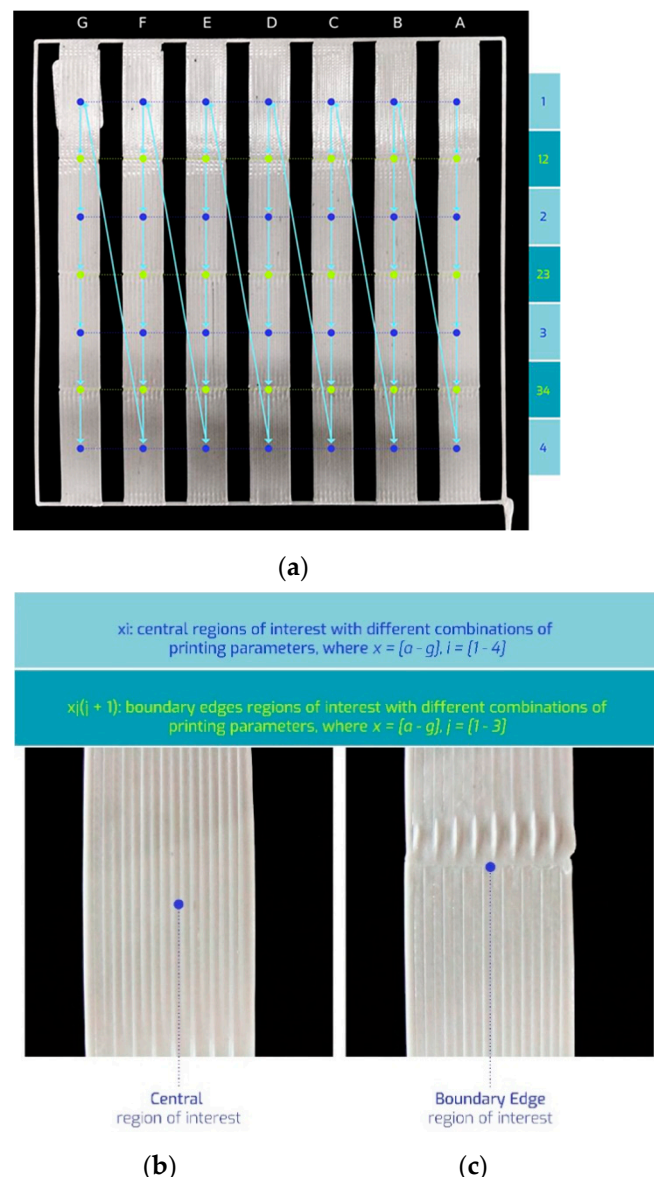 G F E D C B A
1
12
2
23
3
34
4
(a)
xi: central regions of interest with different combinations of
printing parameters, where x = [a - g], i = [1 - 4]
xj(j + 1): boundary edges regions of interest with different combinations of
printing parameters, where x = [a - g], j = [1 - 3]
Central
region of interest
Boundary Edge
region of interest
(b) (c)